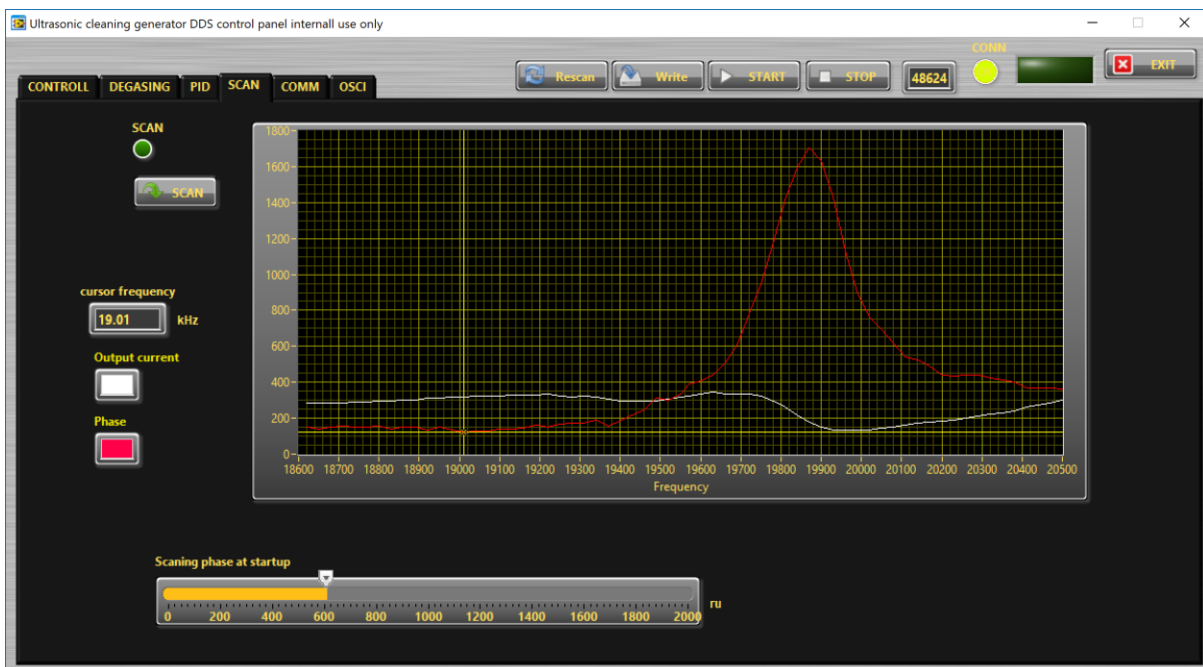 Ultrasonic cleaning generator DDS control panel internall use only
CONN
Rescan Write START STOP 48624 EXIT
CONTROLL DEGASING PID SCAN COMM OSCI
SCAN
SCAN
cursor frequency
19.01 kHz
Output current
Phase
1800
1600
1400
1200
1000
800
600
400
200
0
18600 18700 18800 18900 19000 19100 19200 19300 19400 19500 19600 19700 19800 19900 20000 20100 20200 20300 20400 20500
Frequency
Scaning phase at startup
0 200 400 600 800 1000 1200 1400 1600 1800 2000 ru